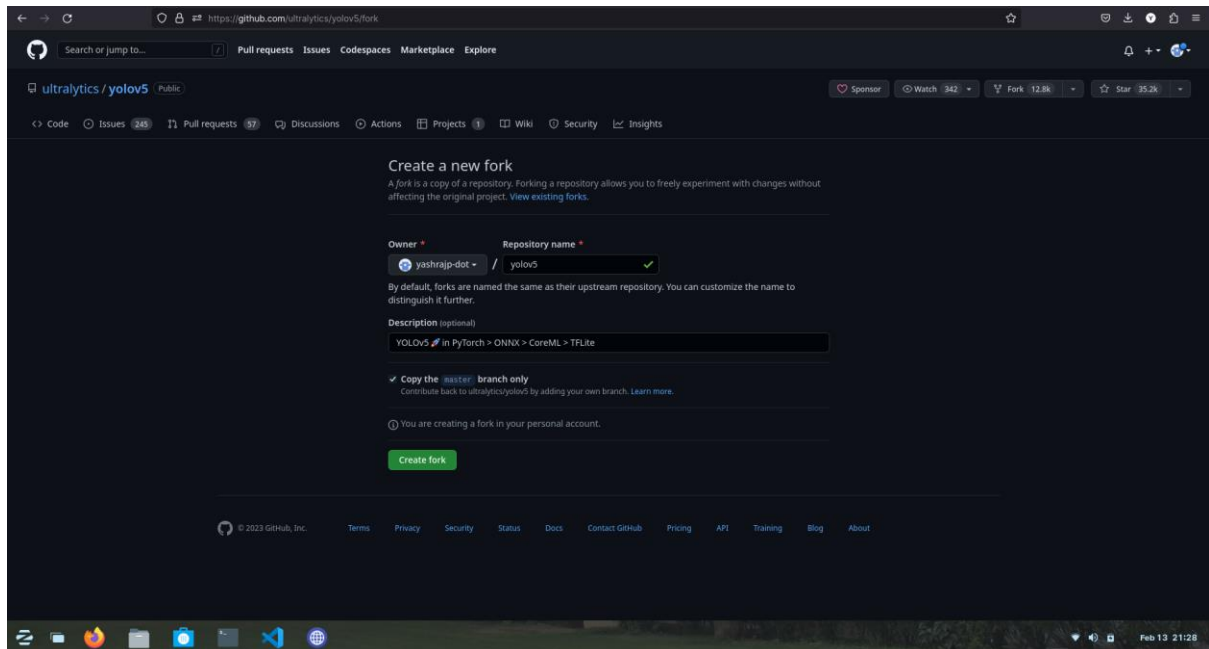 https://github.com/ultralytics/yolov5/fork
Search or jump to... / Pull requests Issues Codespaces Marketplace Explore
ultralytics / yolov5 Public Sponsor Watch 342 Fork 12.8k Star 35.2k
Code Issues 245 Pull requests 57 Discussions Actions Projects 1 Wiki Security Insights
Create a new fork
A fork is a copy of a repository. Forking a repository allows you to freely experiment with changes without
affecting the original project. View existing forks.
Owner * Repository name *
yashrajp-dot / yolov5
By default, forks are named the same as their upstream repository. You can customize the name to
distinguish it further.
Description (optional)
YOLOv5 🚀 in PyTorch > ONNX > CoreML > TFLite
Copy the master branch only
Contribute back to ultralytics/yolov5 by adding your own branch. Learn more.
You are creating a fork in your personal account.
Create fork
© 2023 GitHub, Inc. Terms Privacy Security Status Docs Contact GitHub Pricing API Training Blog About
Feb 13 21:28